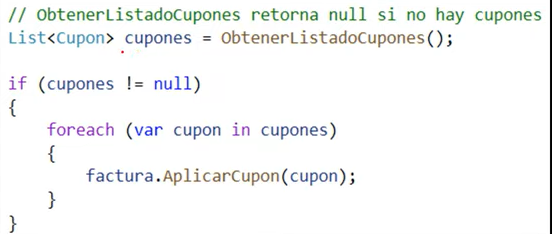 // ObtenerListadoCupones retorna null si no hay cupones
List<Cupon> cupones = ObtenerListadoCupones();
if (cupones != null)
{
foreach (var cupon in cupones)
{
factura.AplicarCupon(cupon);
}
}